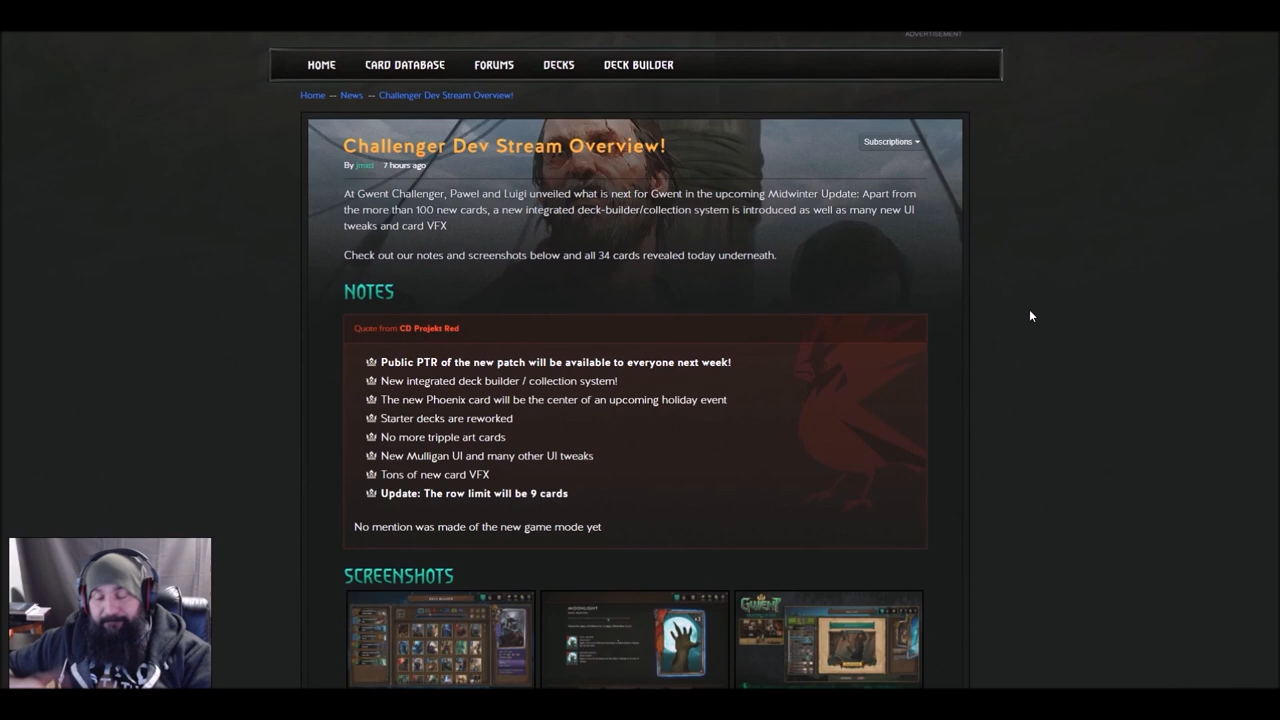 ADVERTISEMENT
HOME CARD DATABASE FORUMS DECKS DECK BUILDER
Home -- News -- Challenger Dev Stream Overview!
Challenger Dev Stream Overview!
Subscriptions
By jmxd 7 hours ago
At Gwent Challenger, Pawel and Luigi unveiled what is next for Gwent in the upcoming Midwinter Update: Apart from
the more than 100 new cards, a new integrated deck-builder/collection system is introduced as well as many new UI
tweaks and card VFX
Check out our notes and screenshots below and all 34 cards revealed today underneath.
NOTES
Quote from CD Projekt Red
Public PTR of the new patch will be available to everyone next week!
New integrated deck builder / collection system!
The new Phoenix card will be the center of an upcoming holiday event
Starter decks are reworked
No more tripple art cards
New Mulligan UI and many other UI tweaks
Tons of new card VFX
Update: The row limit will be 9 cards
No mention was made of the new game mode yet
SCREENSHOTS
MOONLIGHT
GWENT